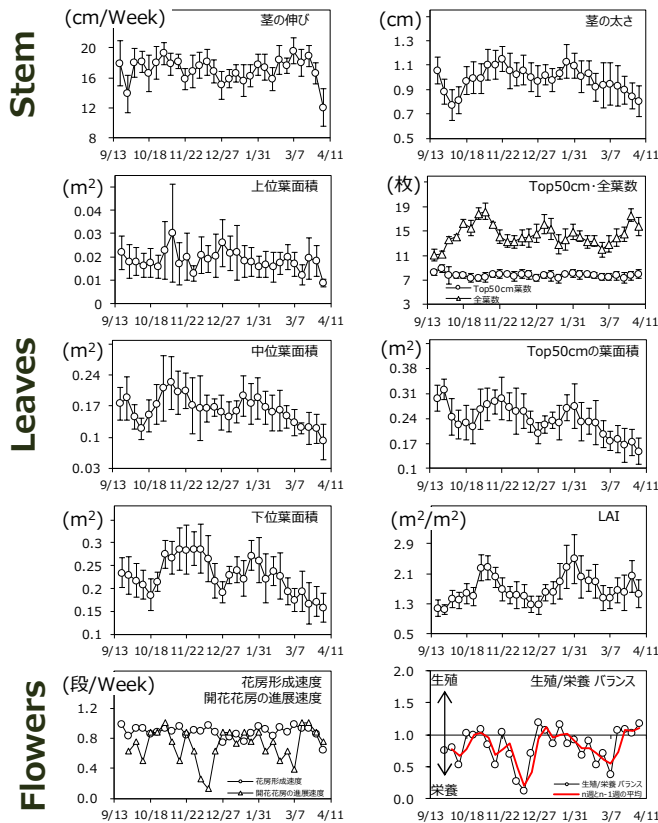 Stem
(cm/Week)
茎の伸び
24
20
16
12
8
9/13 10/18 11/22 12/27 1/31 3/7 4/11
(cm)
茎の太さ
1.3
1.1
0.9
0.7
0.5
9/13 10/18 11/22 12/27 1/31 3/7 4/11
Leaves
(m²)
上位葉面積
0.04
0.03
0.02
0.01
0
9/13 10/18 11/22 12/27 1/31 3/7 4/11
(枚)
Top50cm・全葉数
19
15
11
7
3
Top50cm葉数
全葉数
9/13 10/18 11/22 12/27 1/31 3/7 4/11
(m²)
中位葉面積
0.24
0.17
0.1
0.03
9/13 10/18 11/22 12/27 1/31 3/7 4/11
(m²)
Top50cmの葉面積
0.31
0.24
0.17
0.1
9/13 10/18 11/22 12/27 1/31 3/7 4/11
(m²)
下位葉面積
0.3
0.25
0.2
0.15
0.1
9/13 10/18 11/22 12/27 1/31 3/7 4/11
(m²/m²)
LAI
2.9
2.1
1.3
0.5
9/13 10/18 11/22 12/27 1/31 3/7 4/11
Flowers
(段/Week)
花房形成速度
開花花房の進展速度
1.2
0.8
0.4
0
花房形成速度
開花花房の進展速度
9/13 10/18 11/22 12/27 1/31 3/7 4/11
生殖/栄養 バランス
2.0
1.5
1.0
0.5
0.0
生殖
栄養
生殖/栄養 バランス
n週とn-1週の平均
9/13 10/18 11/22 12/27 1/31 3/7 4/11